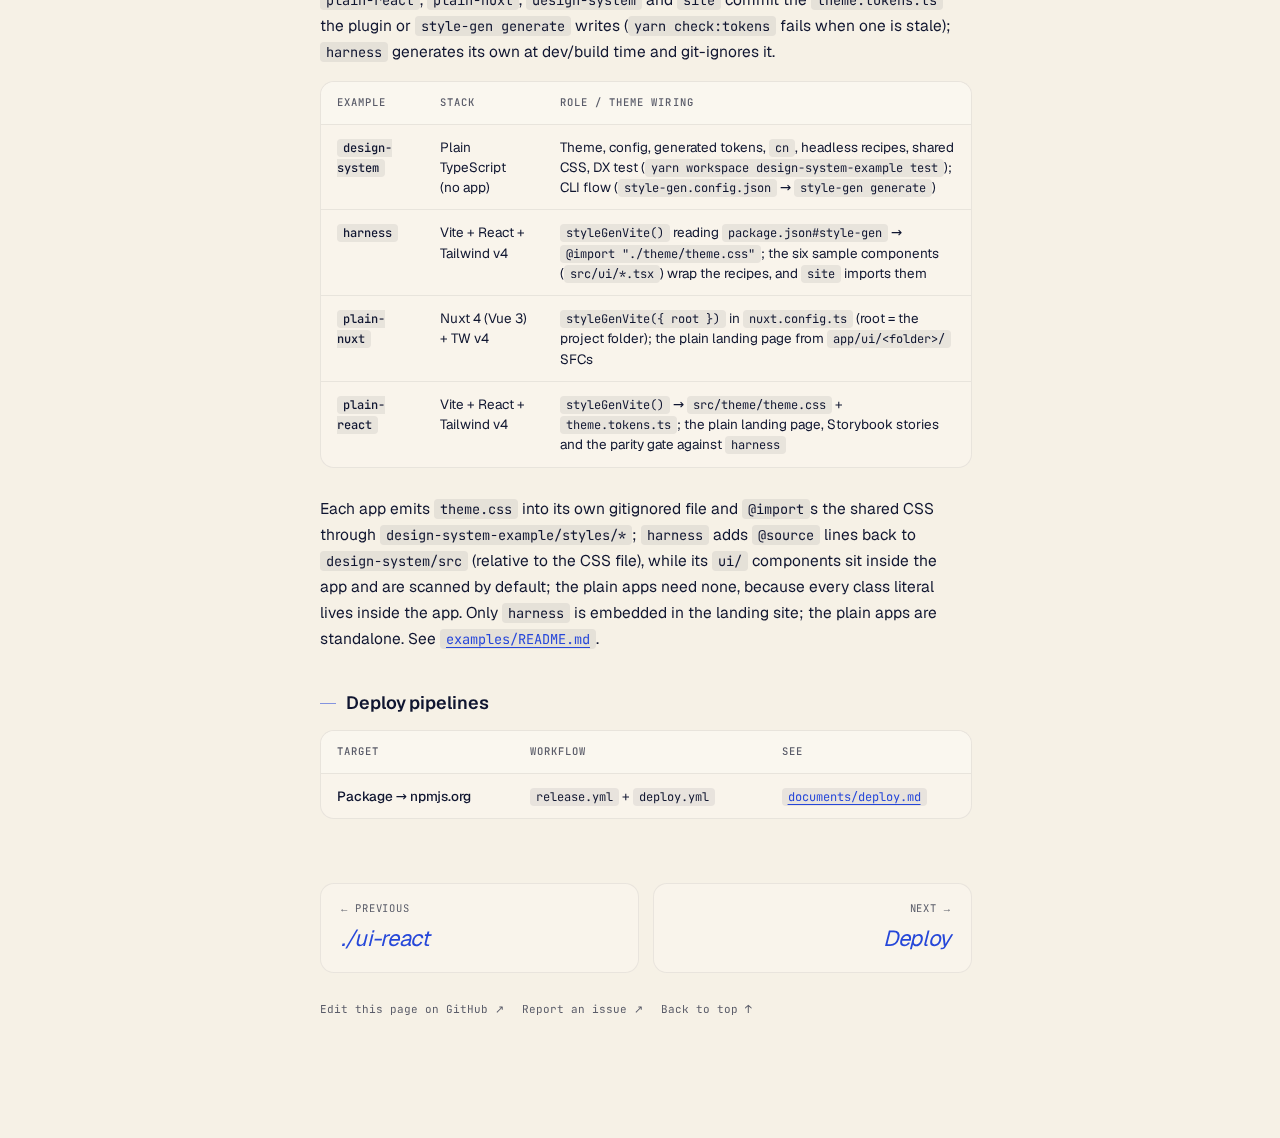 plain-react, plain-nuxt, design-system and site commit the theme.tokens.ts
the plugin or style-gen generate writes (yarn check:tokens fails when one is stale);
harness generates its own at dev/build time and git-ignores it.
EXAMPLE STACK ROLE / THEME WIRING
design-system Plain TypeScript (no app) Theme, config, generated tokens, cn, headless recipes, shared
CSS, DX test (yarn workspace design-system-example test);
CLI flow (style-gen.config.json → style-gen generate)
harness Vite + React + Tailwind v4 styleGenVite() reading package.json#style-gen →
@import "./theme/theme.css"; the six sample components
(src/ui/*.tsx) wrap the recipes, and site imports them
plain-nuxt Nuxt 4 (Vue 3) + TW v4 styleGenVite({ root }) in nuxt.config.ts (root = the
project folder); the plain landing page from app/ui/<folder>/
SFCs
plain-react Vite + React + Tailwind v4 styleGenVite() → src/theme/theme.css +
theme.tokens.ts; the plain landing page, Storybook stories
and the parity gate against harness
Each app emits theme.css into its own gitignored file and @imports the shared CSS
through design-system-example/styles/*; harness adds @source lines back to
design-system/src (relative to the CSS file), while its ui/ components sit inside the
app and are scanned by default; the plain apps need none, because every class literal
lives inside the app. Only harness is embedded in the landing site; the plain apps are
standalone. See examples/README.md.
— Deploy pipelines
TARGET WORKFLOW SEE
Package → npmjs.org release.yml + deploy.yml documents/deploy.md
← PREVIOUS
./ui-react
NEXT →
Deploy
Edit this page on GitHub ↗ Report an issue ↗ Back to top ↑